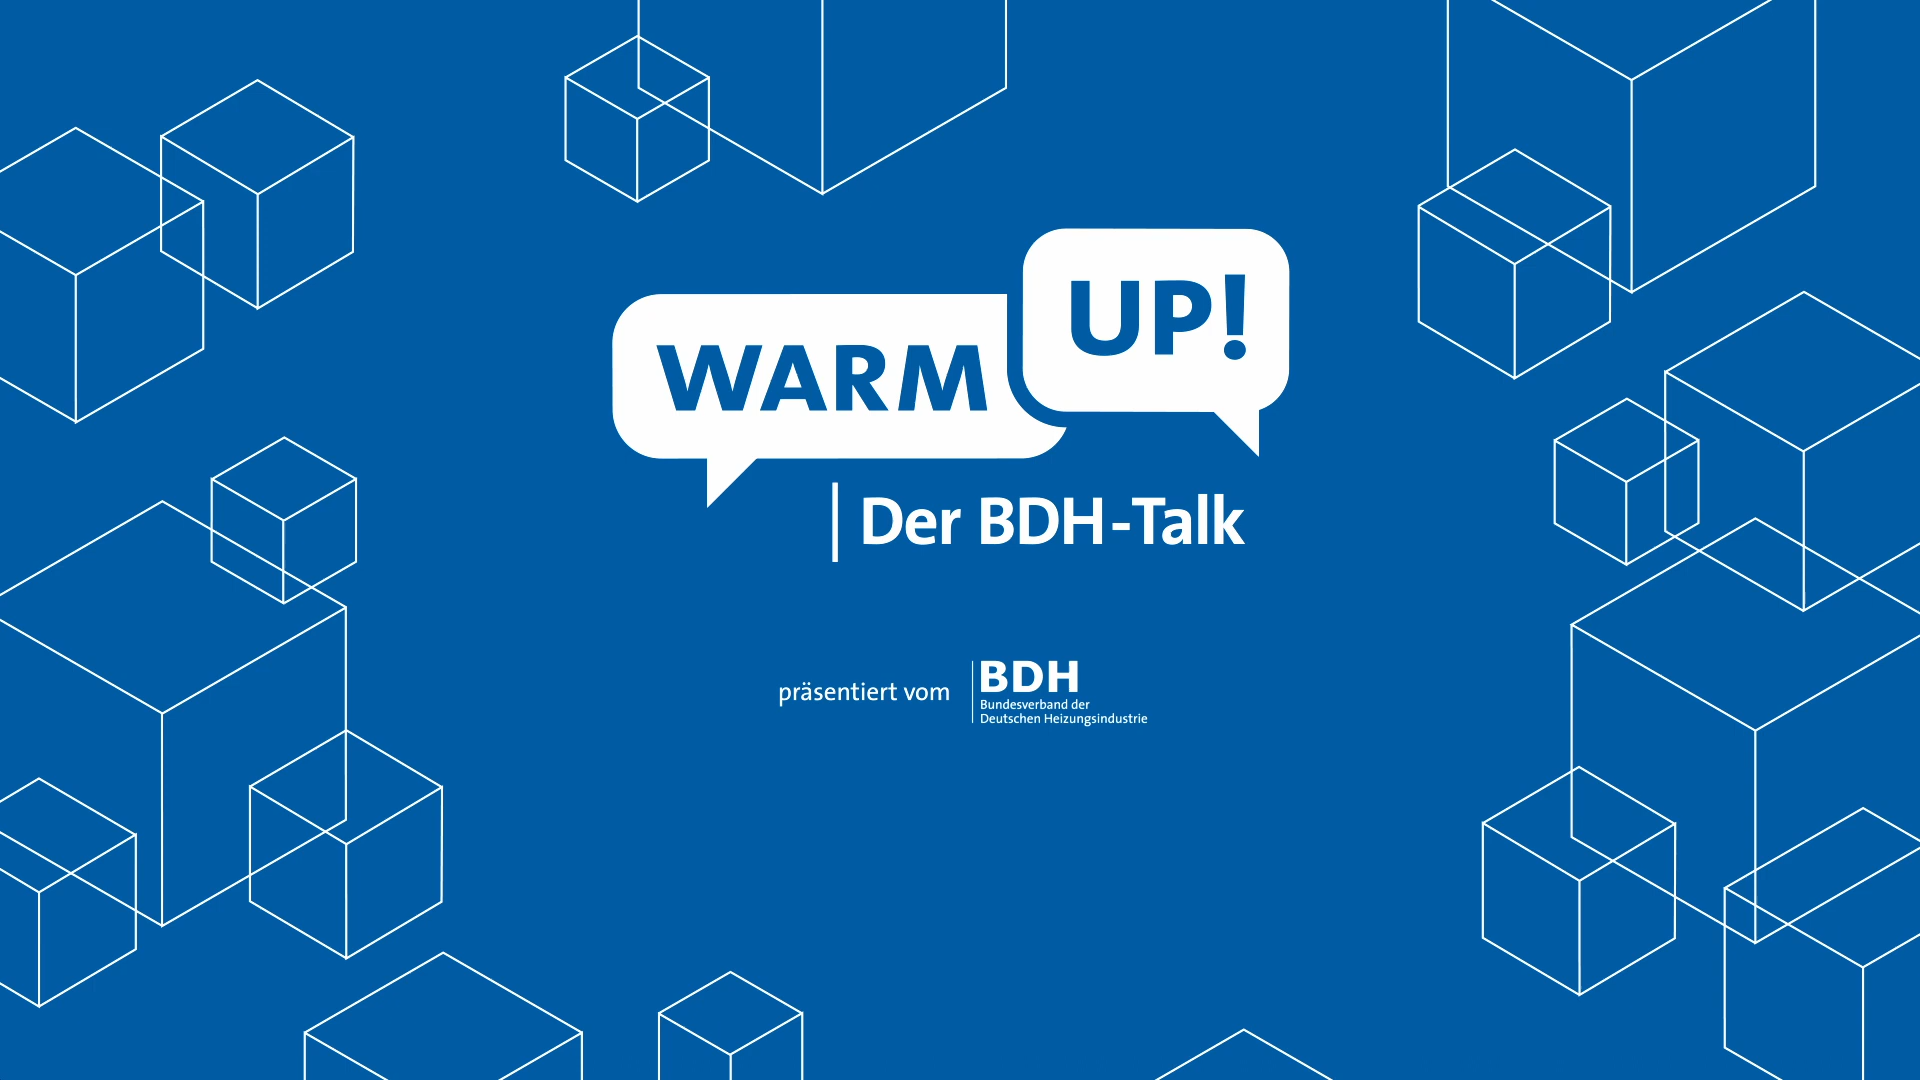 WARM UP!
Der BDH-Talk
präsentiert vom
BDH
Bundesverband der
Deutschen Heizungsindustrie